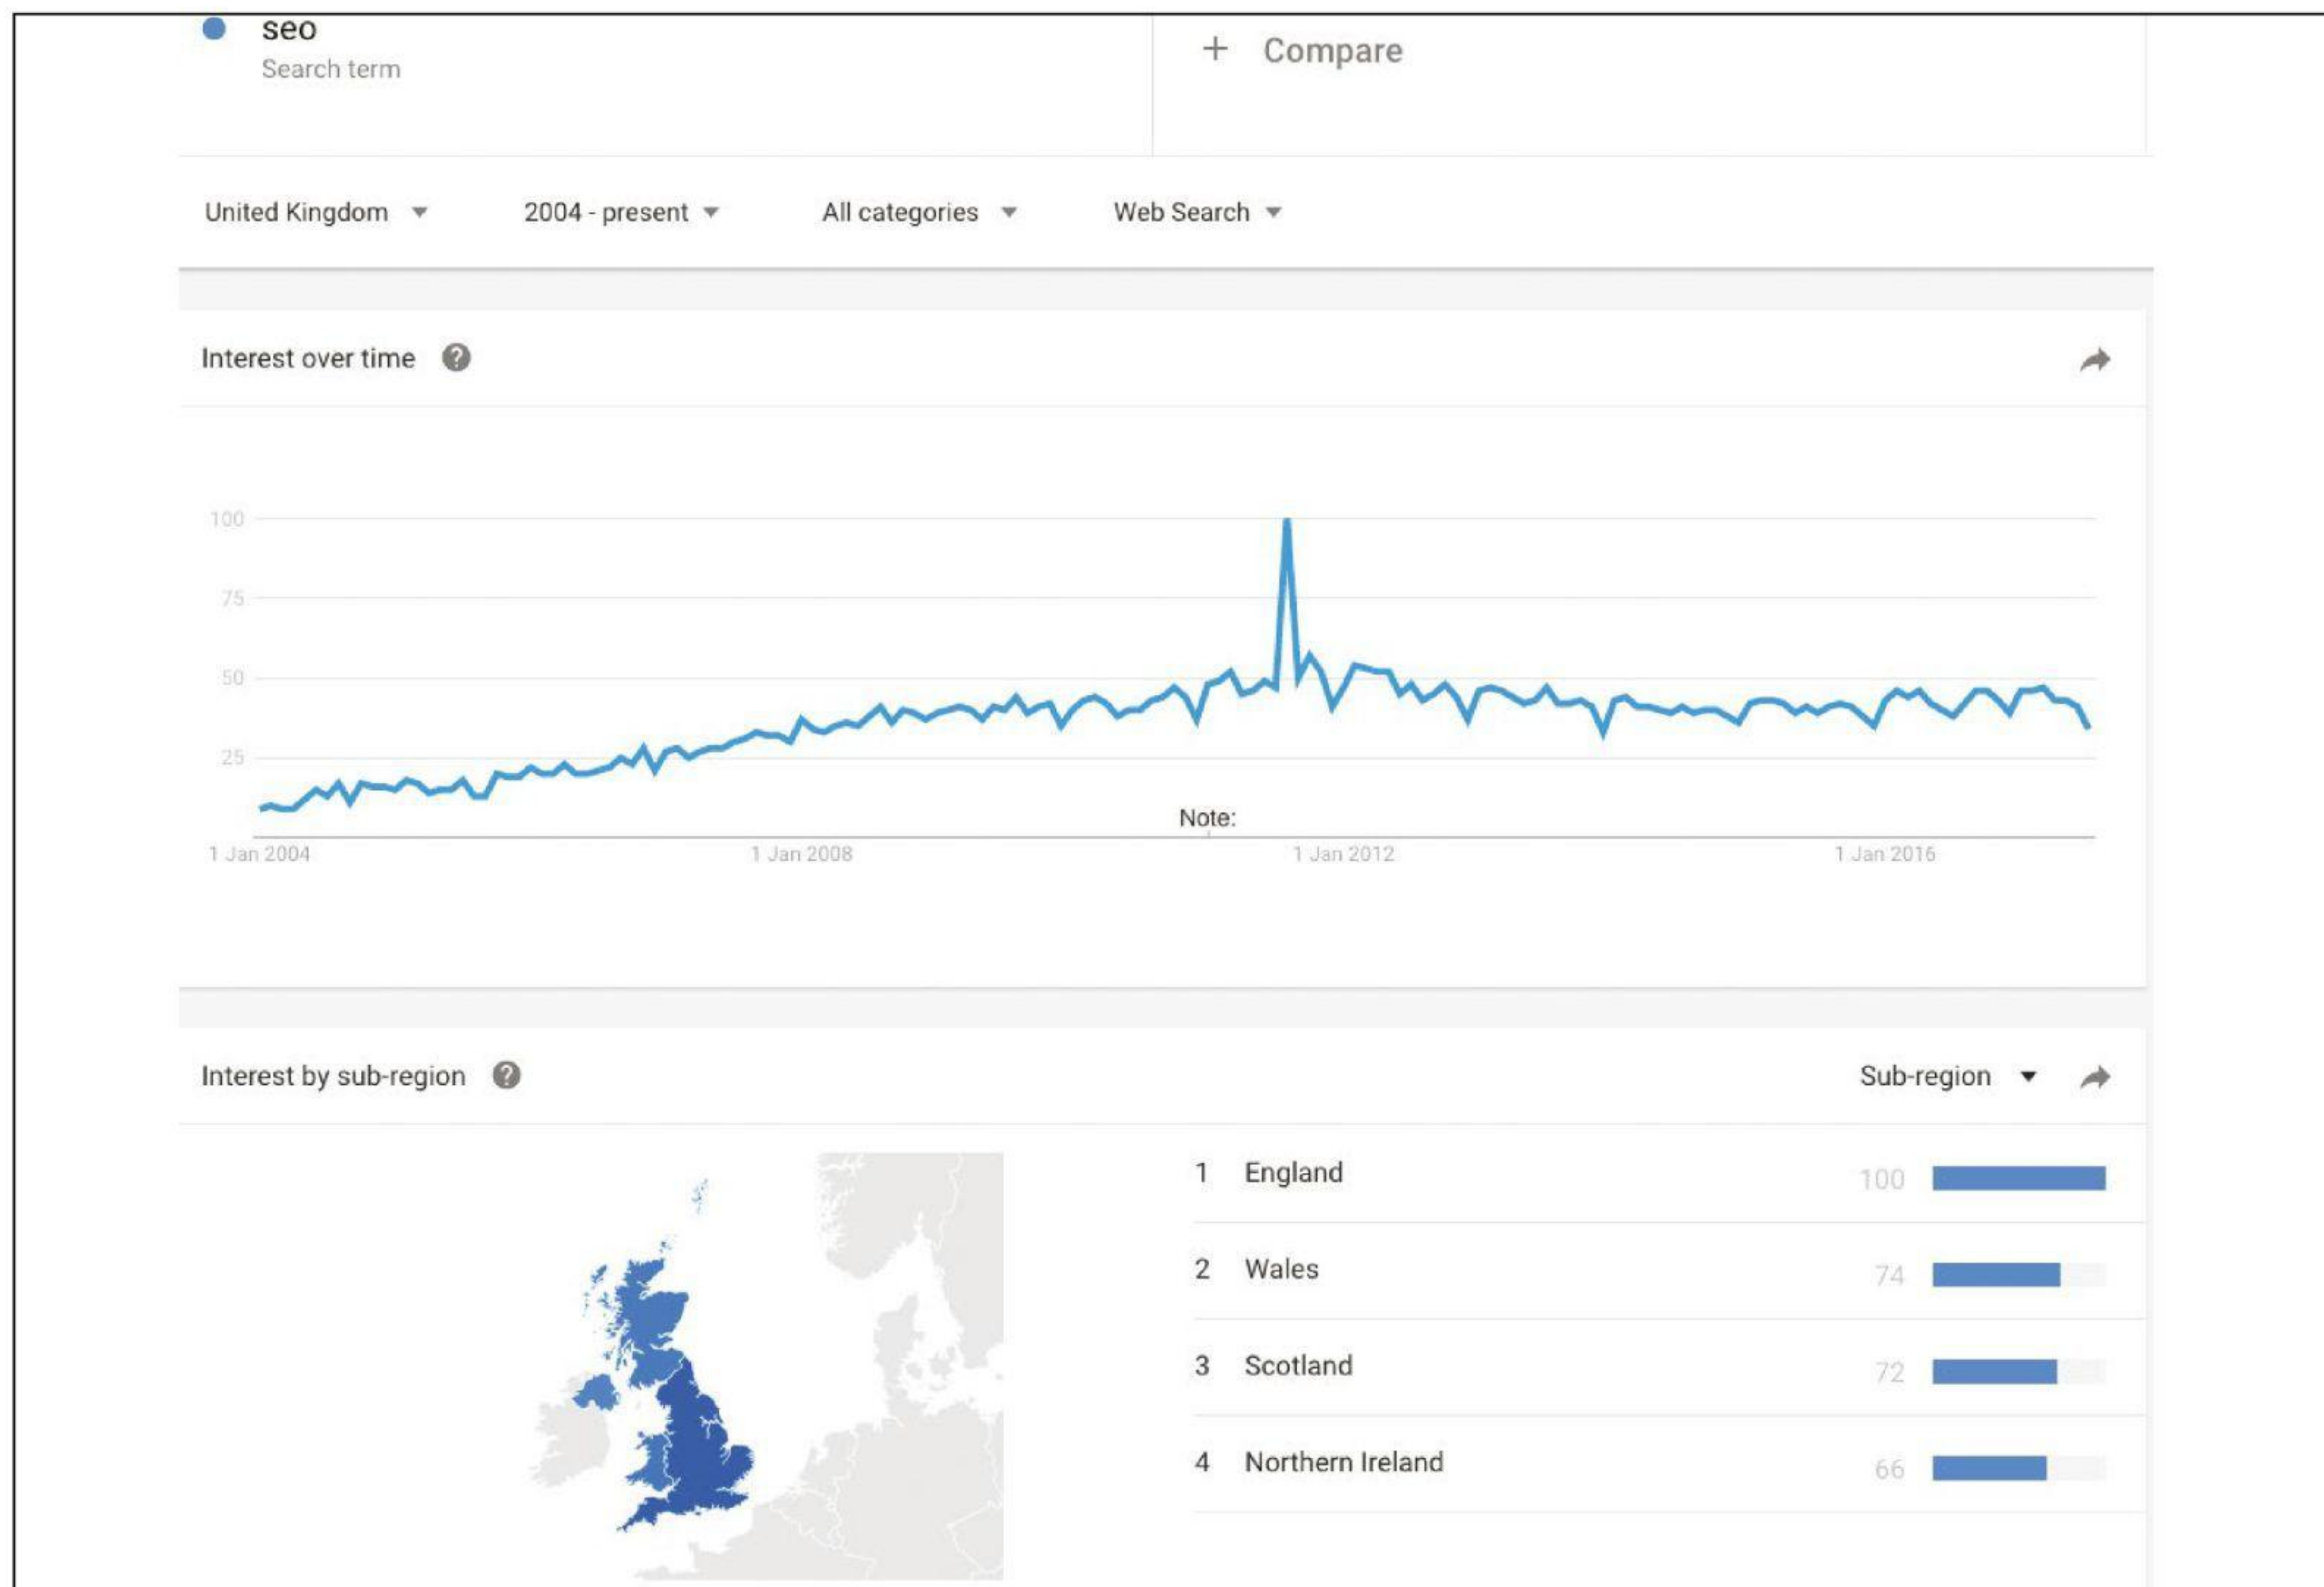 seo
Search term
+ Compare
United Kingdom
2004 - present
All categories
Web Search
Interest over time ?
100
75
50
25
Note:
1 Jan 2004
1 Jan 2008
1 Jan 2012
1 Jan 2016
Interest by sub-region ?
Sub-region
1 England 100
2 Wales 74
3 Scotland 72
4 Northern Ireland 66